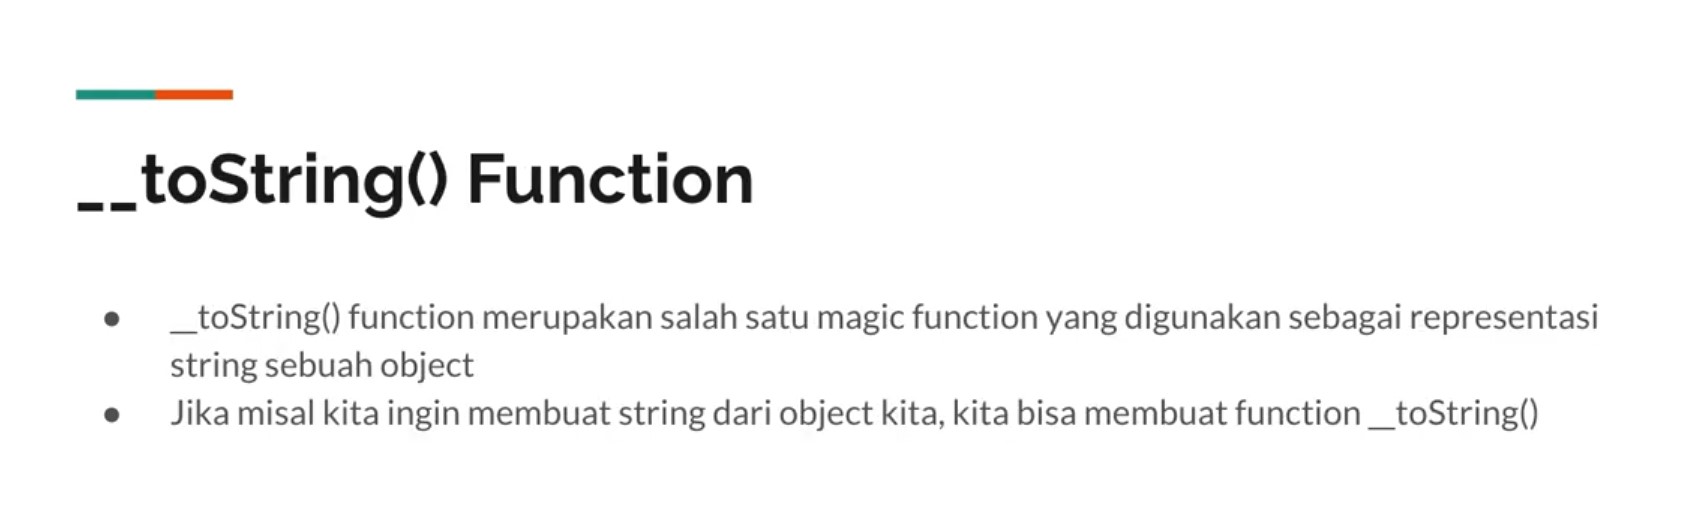 __toString() Function
● __toString() function merupakan salah satu magic function yang digunakan sebagai representasi
string sebuah object
● Jika misal kita ingin membuat string dari object kita, kita bisa membuat function __toString()